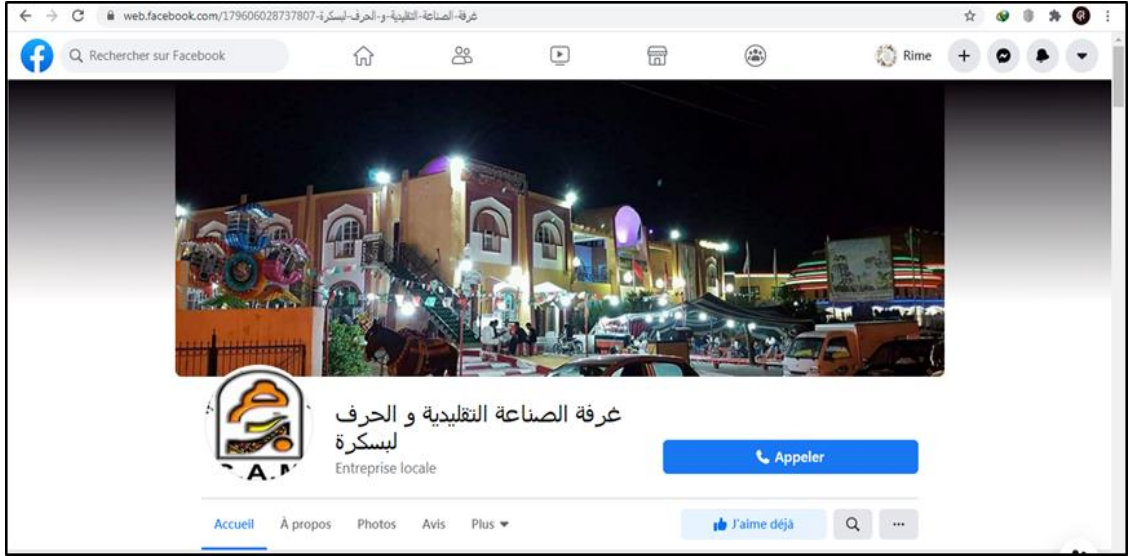 web.facebook.com/179606028737807-غرفة-الصناعة-التقليدية-و-الحرف-لبسكرة
Rechercher sur Facebook
Rime
غرفة الصناعة التقليدية و الحرف
لبسكرة
Entreprise locale
Appeler
Accueil À propos Photos Avis Plus
J'aime déjà